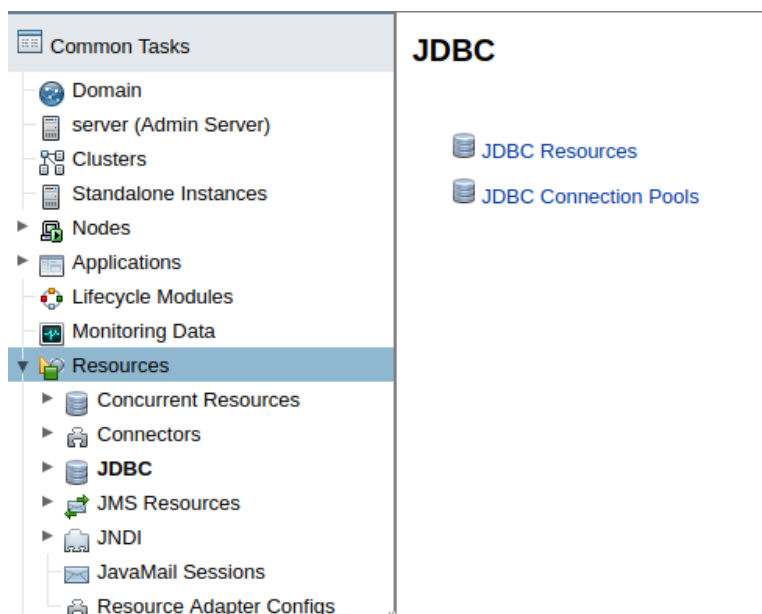 Common Tasks
Domain
server (Admin Server)
Clusters
Standalone Instances
Nodes
Applications
Lifecycle Modules
Monitoring Data
Resources
Concurrent Resources
Connectors
JDBC
JMS Resources
JNDI
JavaMail Sessions
Resource Adapter Configs
JDBC
JDBC Resources
JDBC Connection Pools